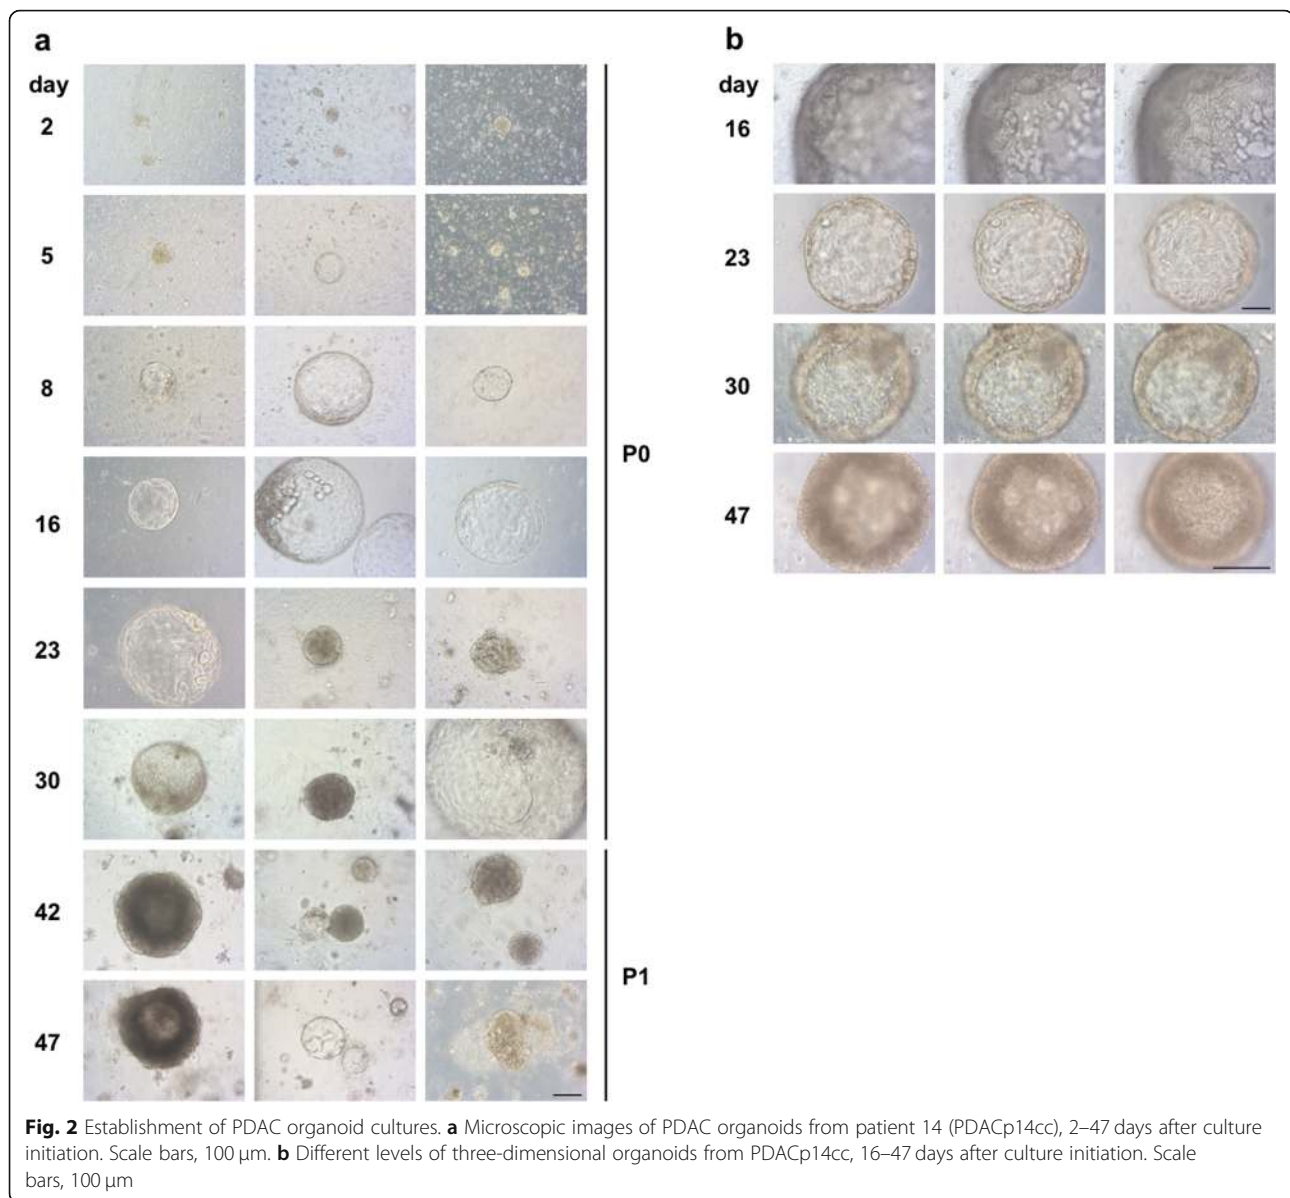 a
day
2
5
8
16
23
30
42
47
P0
P1
b
day
16
23
30
47
Fig. 2 Establishment of PDAC organoid cultures. a Microscopic images of PDAC organoids from patient 14 (PDACp14cc), 2–47 days after culture
initiation. Scale bars, 100 μm. b Different levels of three-dimensional organoids from PDACp14cc, 16–47 days after culture initiation. Scale
bars, 100 μm